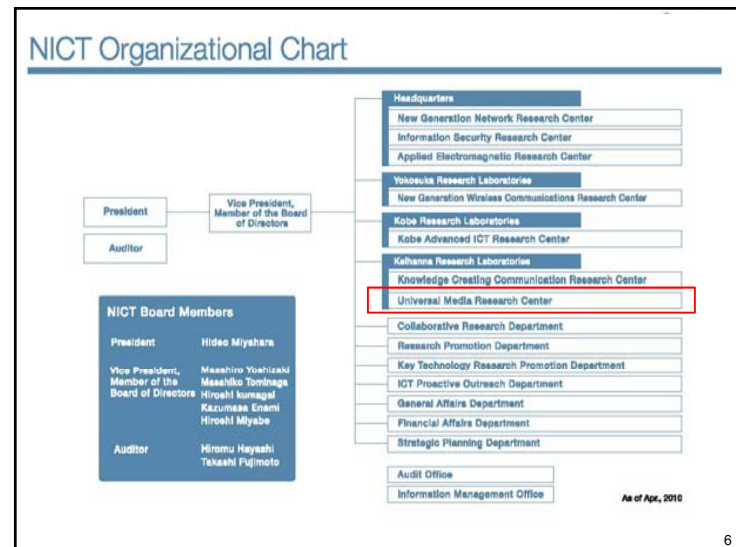 NICT Organizational Chart
Headquarters
New Generation Network Research Center
Information Security Research Center
Applied Electromagnetic Research Center
Yokosuka Research Laboratories
New Generation Wireless Communications Research Center
Kobe Research Laboratories
Kobe Advanced ICT Research Center
Keihanna Research Laboratories
Knowledge Creating Communication Research Center
Universal Media Research Center
President
Vice President,
Member of the Board
of Directors
Auditor
Collaborative Research Department
Research Promotion Department
Key Technology Research Promotion Department
ICT Proactive Outreach Department
General Affairs Department
Financial Affairs Department
Strategic Planning Department
Audit Office
Information Management Office
NICT Board Members
President Hideo Miyahara
Vice President, Masahiro Yoshizaki
Member of the Masahiko Tominaga
Board of Directors Hiroshi kumagai
Kazumasa Enami
Hiroshi Miyabe
Auditor Hiromu Hayashi
Takashi Fujimoto
As of Apr., 2010
6